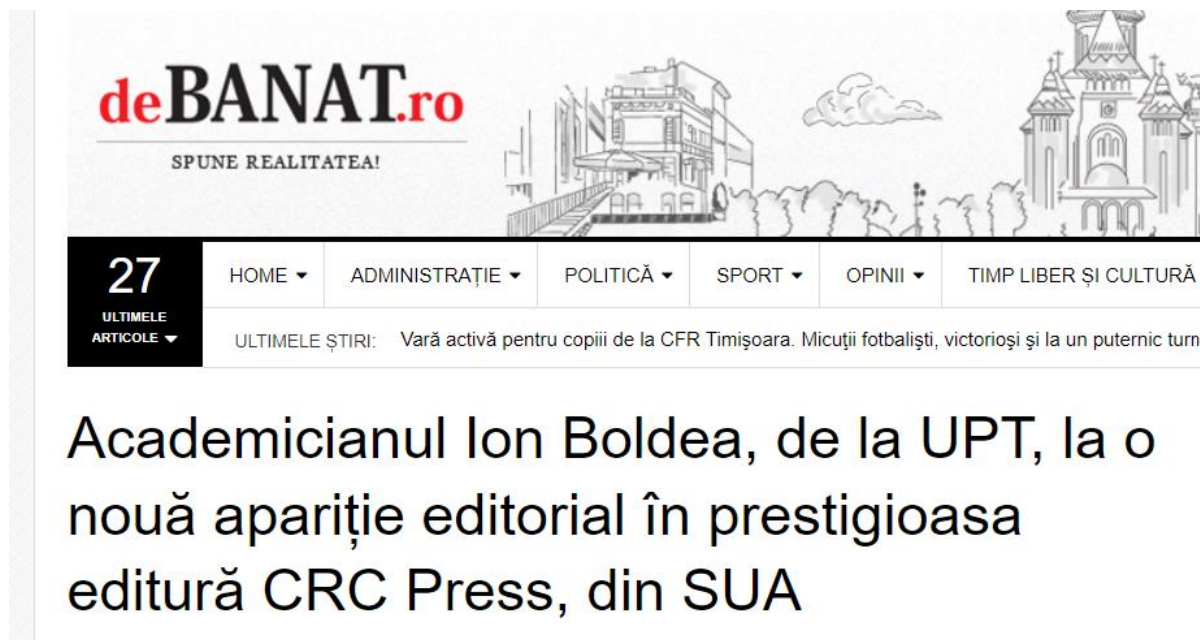 deBANAT.ro
SPUNE REALITATEA!
27
ULTIMELE
ARTICOLE
HOME
ADMINISTRAȚIE
POLITICĂ
SPORT
OPINII
TIMP LIBER ȘI CULTURĂ
ULTIMELE ȘTIRI: Vară activă pentru copiii de la CFR Timişoara. Micuţii fotbalişti, victorioşi şi la un puternic turn
Academicianul Ion Boldea, de la UPT, la o
nouă apariție editorial în prestigioasa
editură CRC Press, din SUA